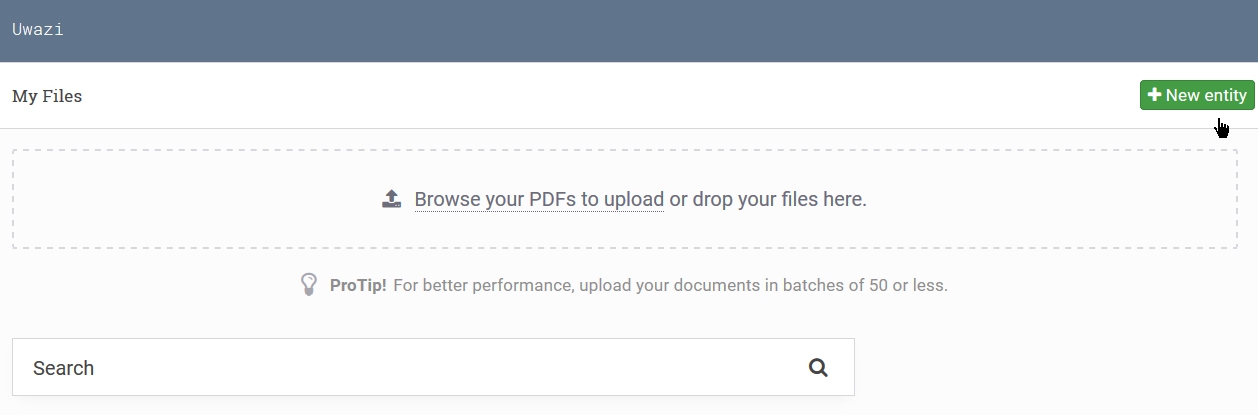 Uwazi
My Files
New entity
Browse your PDFs to upload or drop your files here.
ProTip! For better performance, upload your documents in batches of 50 or less.
Search